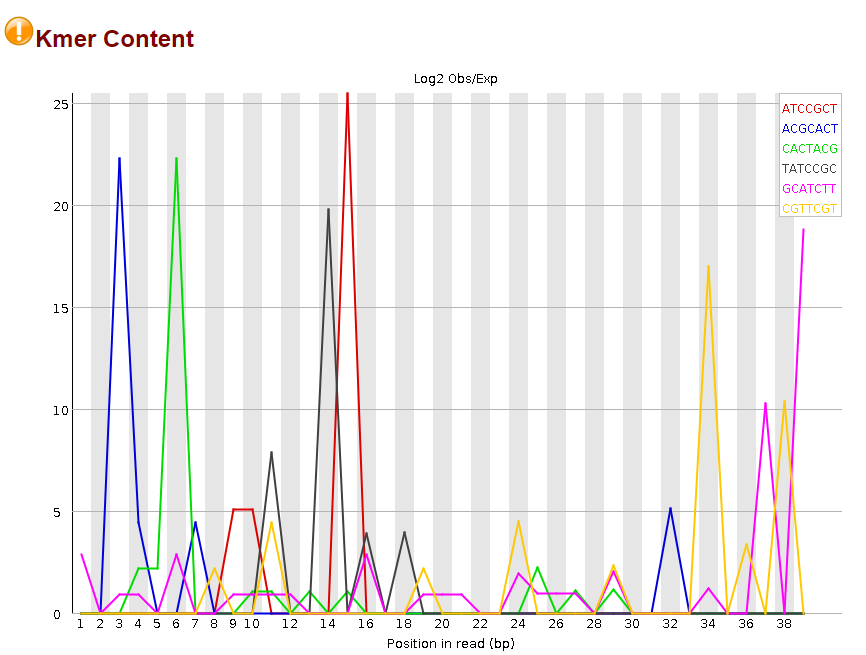 Kmer Content
Log2 Obs/Exp
25
20
15
10
5
0
ATCCGCT
ACGCACT
CACTACG
TATCCGC
GCATCTT
CGTTCGT
1 2 3 4 5 6 7 8 9 10 12 14 16 18 20 22 24 26 28 30 32 34 36 38
Position in read (bp)